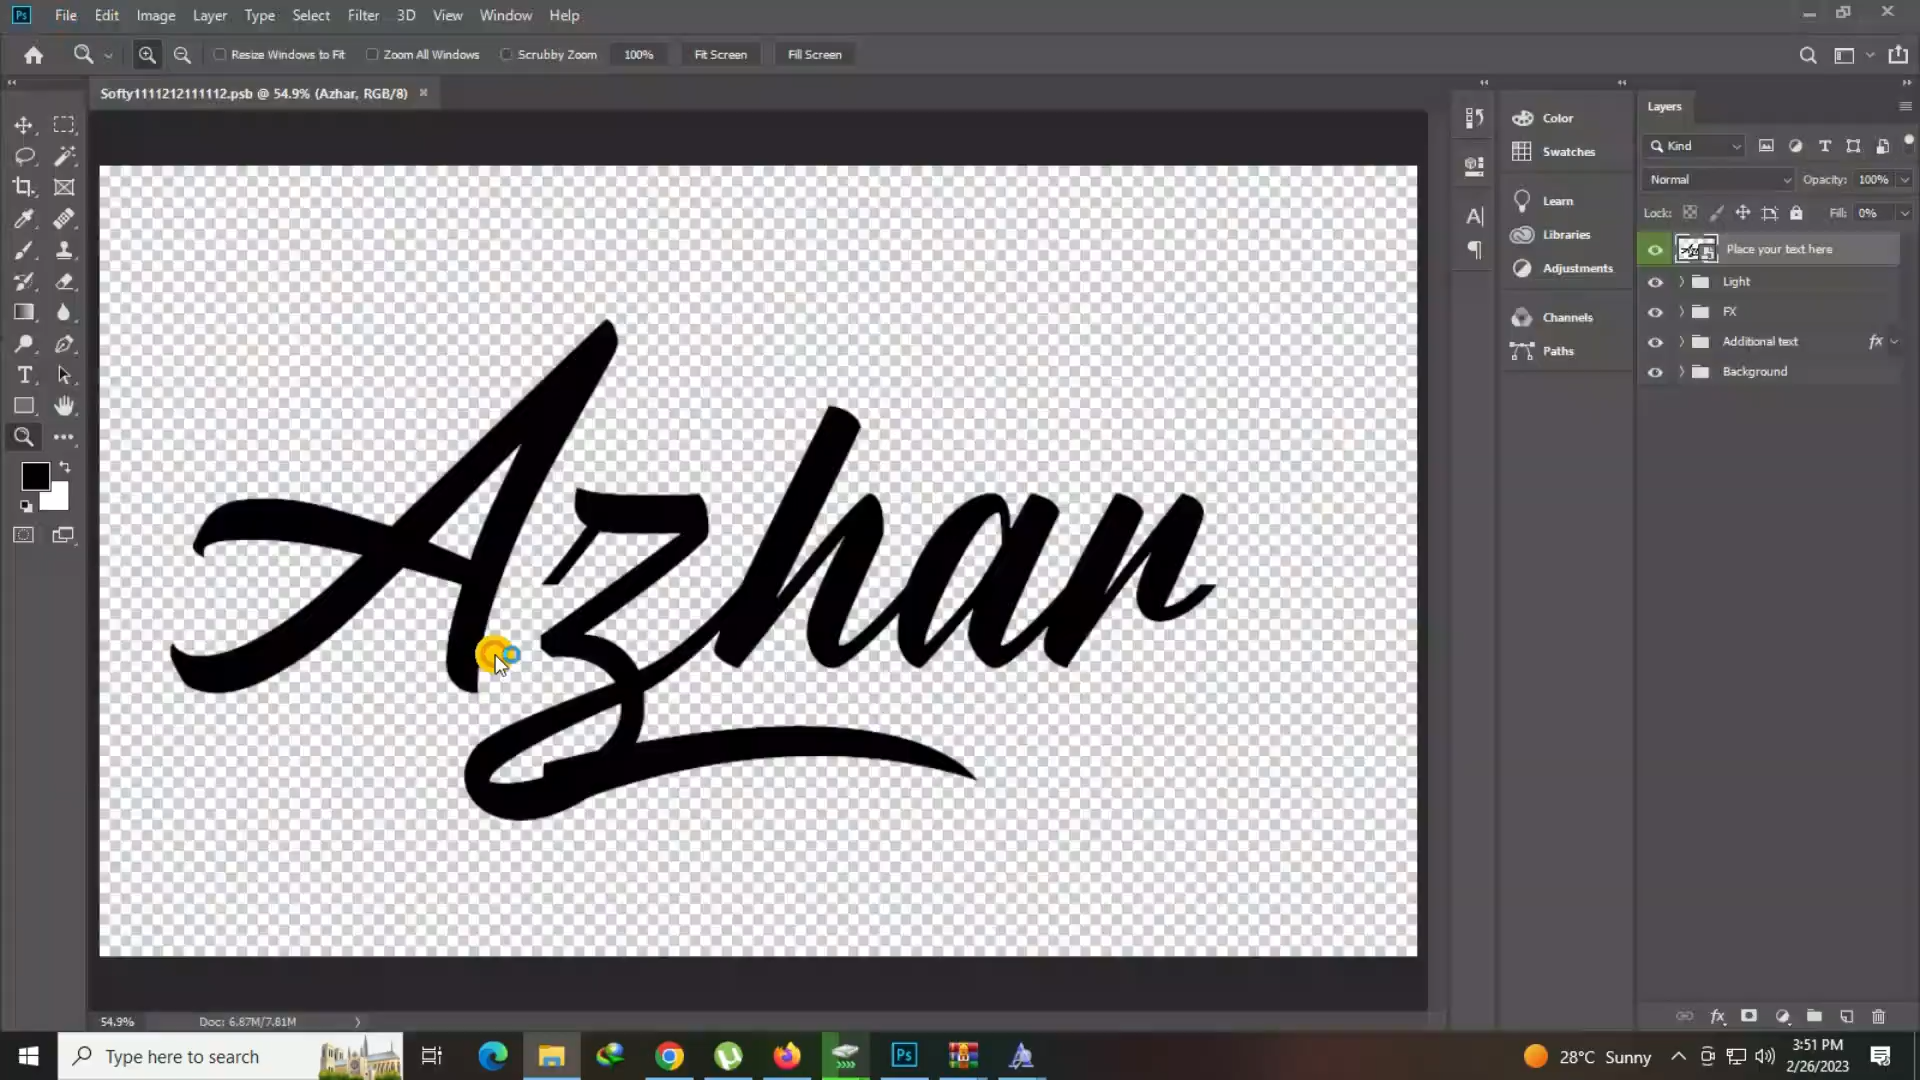 Ps File Edit Image Layer Type Select Filter 3D View Window Help
Resize Windows to Fit Zoom All Windows Scrubby Zoom 100% Fit Screen Fill Screen
Softy1111212111112.psb @ 54.9% (Azhar, RGB/8)
Azhar
54.9% Doc: 6.87M/7.81M
Color
Swatches
Learn
Libraries
Adjustments
Channels
Paths
Layers
Kind
Normal Opacity: 100%
Lock: Fill: 0%
Place your text here
Light
FX
Additional text fx
Background
fx
Type here to search
Ps
28°C Sunny
3:51 PM
2/26/2023